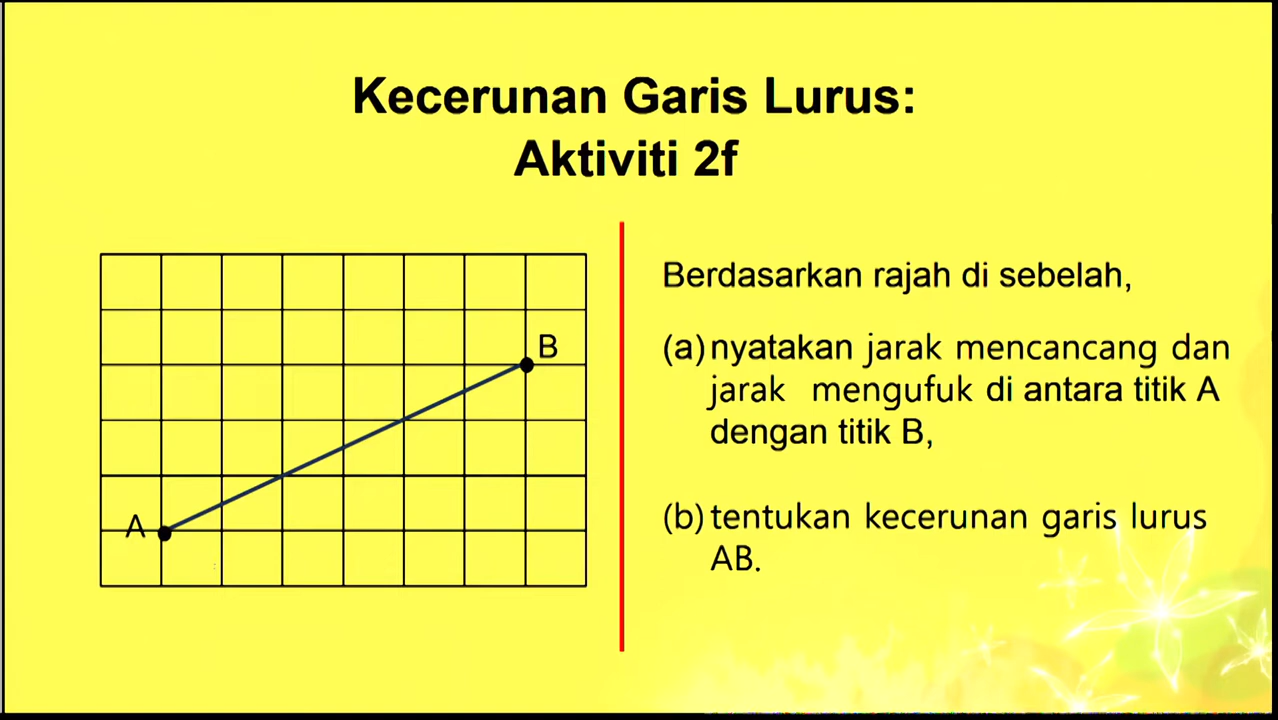 Kecerunan Garis Lurus:
Aktiviti 2f
B
A
Berdasarkan rajah di sebelah,
(a) nyatakan jarak mencancang dan
jarak mengufuk di antara titik A
dengan titik B,
(b) tentukan kecerunan garis lurus
AB.